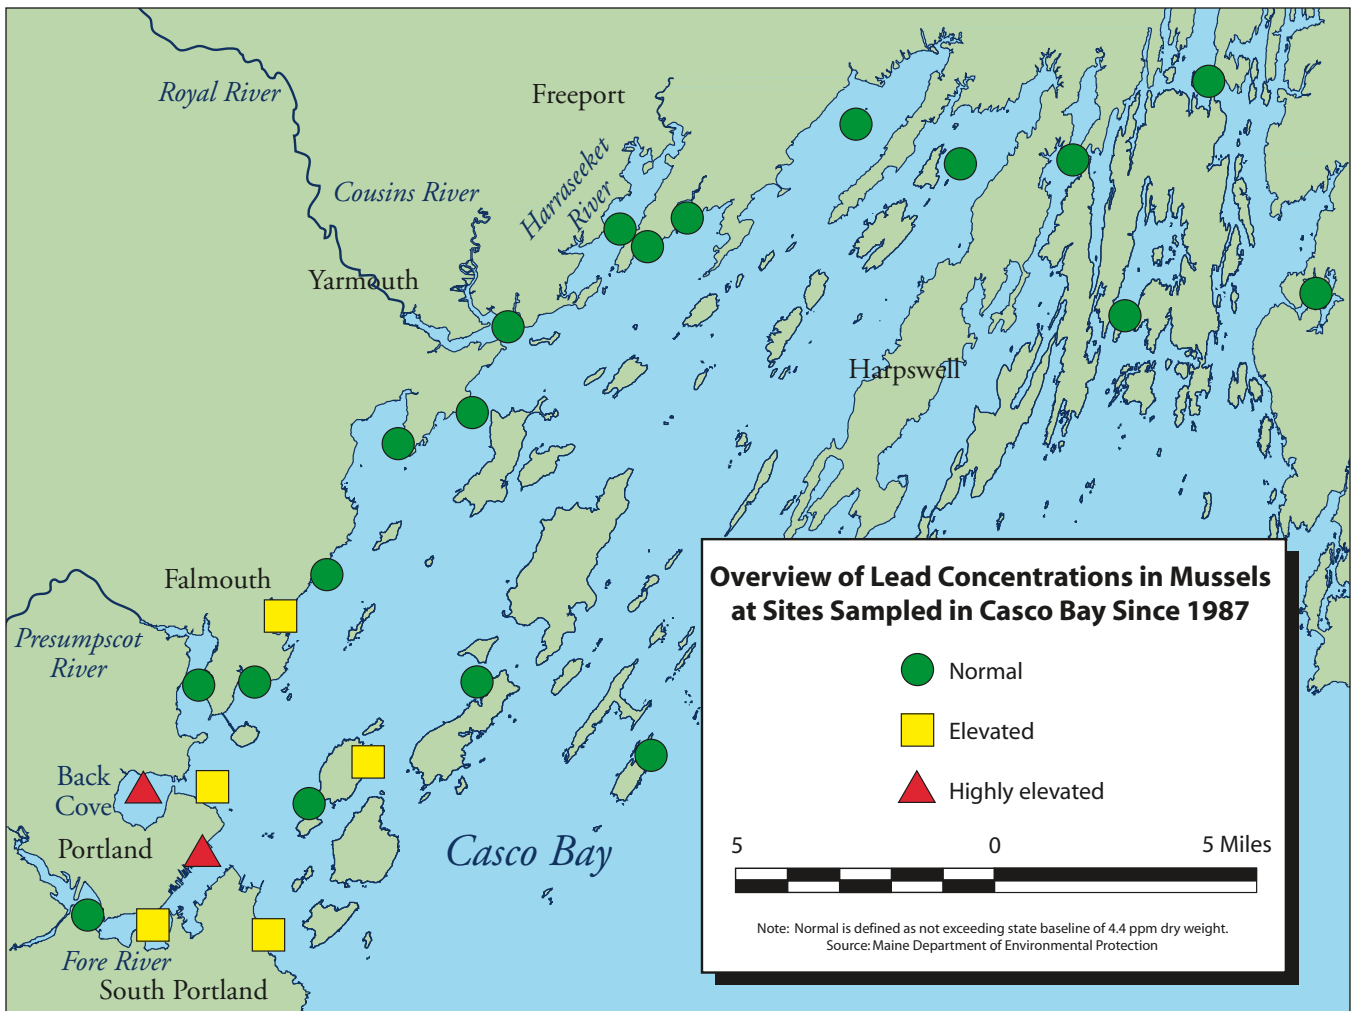 Royal River
Freeport
Harraseeket
River
Cousins River
Yarmouth
Harpswell
Falmouth
Presumpscot
River
Back
Cove
Portland
Casco Bay
Fore River
South Portland
Overview of Lead Concentrations in Mussels
at Sites Sampled in Casco Bay Since 1987
Normal
Elevated
Highly elevated
5 0 5 Miles
Note: Normal is defined as not exceeding state baseline of 4.4 ppm dry weight.
Source: Maine Department of Environmental Protection